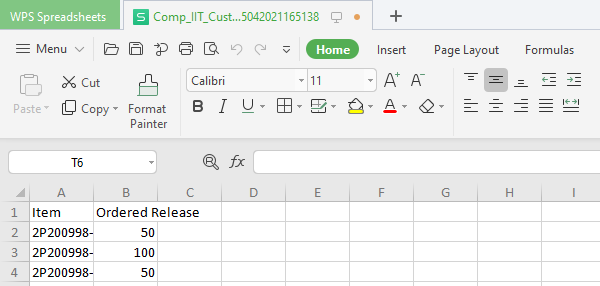 WPS Spreadsheets
S Comp_IIT_Cust...5042021165138
Menu Home Insert Page Layout Formulas
Paste Cut Copy Format Painter
Calibri 11 A+ A-
B I U A
T6 fx
A B C D E F G H I
1 Item Ordered Release
2 2P200998- 50
3 2P200998- 100
4 2P200998- 50